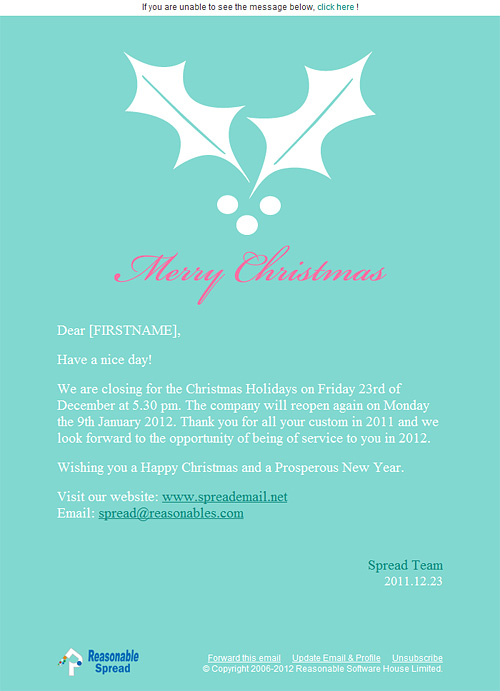 If you are unable to see the message below, click here !
Merry Christmas
Dear [FIRSTNAME],
Have a nice day!
We are closing for the Christmas Holidays on Friday 23rd of
December at 5.30 pm. The company will reopen again on Monday
the 9th January 2012. Thank you for all your custom in 2011 and we
look forward to the opportunity of being of service to you in 2012.
Wishing you a Happy Christmas and a Prosperous New Year.
Visit our website: www.spreademail.net
Email: spread@reasonables.com
Spread Team
2011.12.23
Reasonable
Spread
Forward this email Update Email & Profile Unsubscribe
© Copyright 2006-2012 Reasonable Software House Limited.